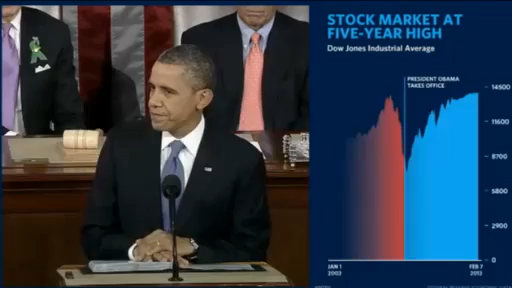 STOCK MARKET AT
FIVE-YEAR HIGH
Dow Jones Industrial Average
PRESIDENT OBAMA
TAKES OFFICE
14500
11600
8700
5800
2900
0
JAN 1
2003
FEB 7
2013